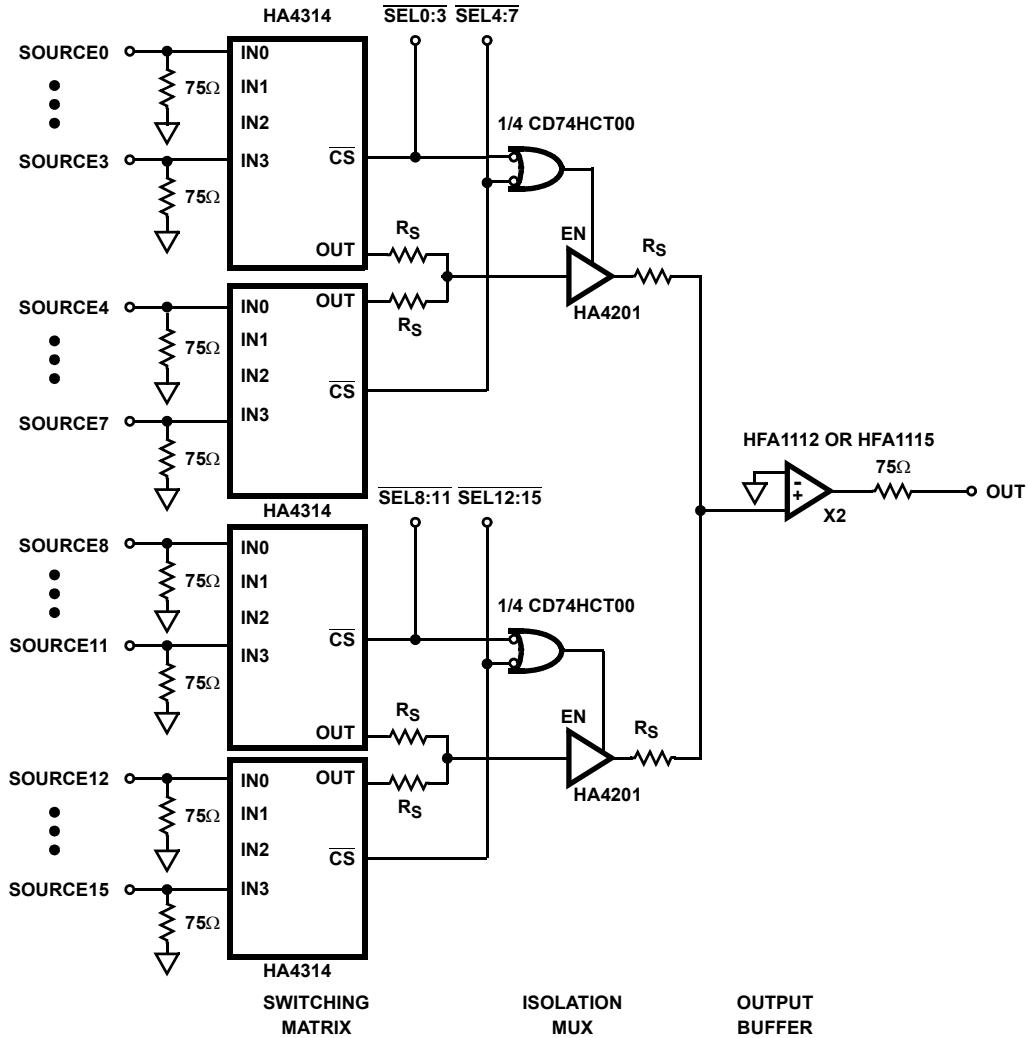 HA4314
SEL0:3 SEL4:7
SOURCE0
75Ω
IN0
IN1
IN2
SOURCE3
75Ω
IN3
CS
OUT
1/4 CD74HCT00
RS
EN
HA4201
RS
SOURCE4
75Ω
IN0
OUT
RS
IN1
IN2
CS
SOURCE7
75Ω
IN3
HFA1112 OR HFA1115
75Ω
-
+
X2
OUT
HA4314
SEL8:11 SEL12:15
SOURCE8
75Ω
IN0
IN1
IN2
SOURCE11
75Ω
IN3
CS
OUT
1/4 CD74HCT00
RS
EN
HA4201
RS
SOURCE12
75Ω
IN0
OUT
RS
IN1
IN2
CS
SOURCE15
75Ω
IN3
HA4314
SWITCHING
MATRIX
ISOLATION
MUX
OUTPUT
BUFFER